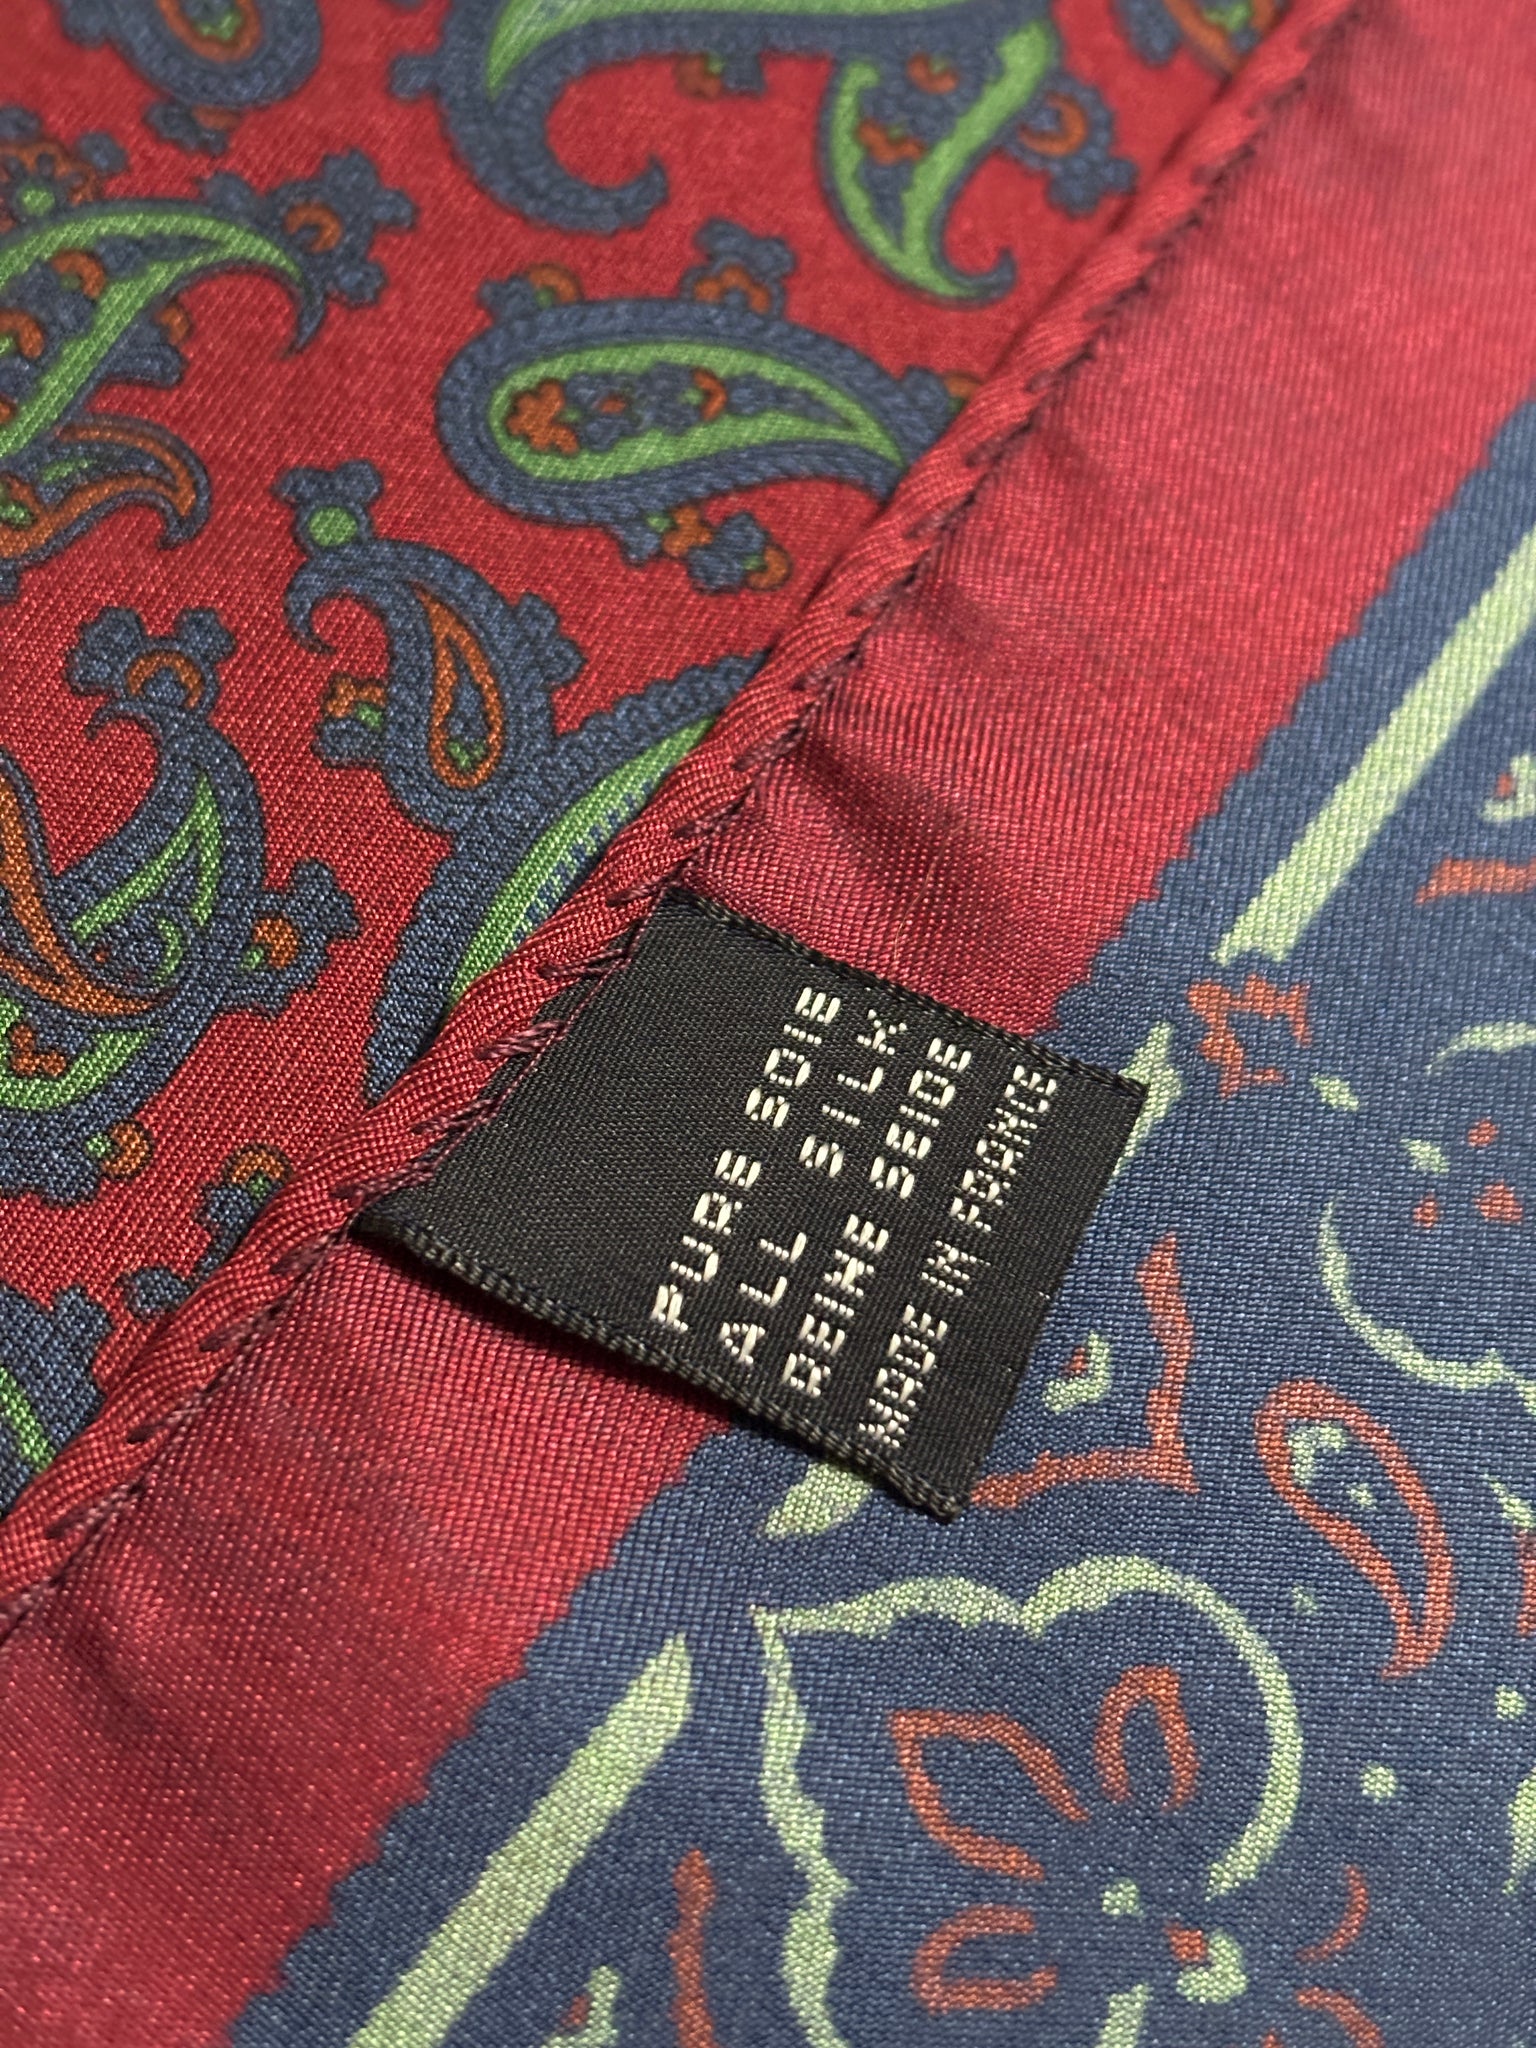 PURE SOIE
ALL SILK
REINE SEIDE
MADE IN FRANCE